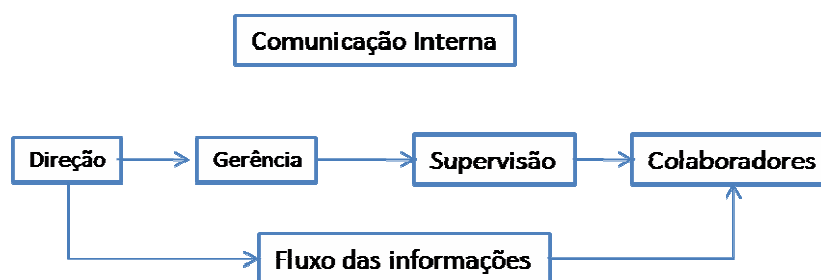 Comunicação Interna
Direção
Gerência
Supervisão
Colaboradores
Fluxo das informações